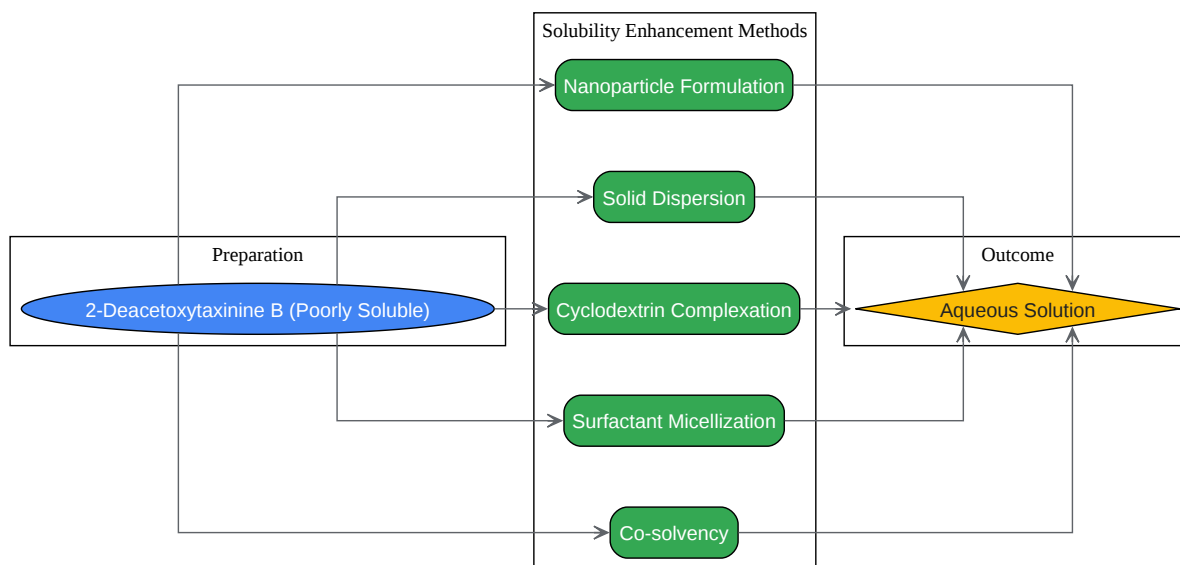 Solubility Enhancement Methods
Nanoparticle Formulation
Solid Dispersion
Preparation
Outcome
2-Deacetoxytaxinine B (Poorly Soluble)
Cyclodextrin Complexation
Aqueous Solution
Surfactant Micellization
Co-solvency